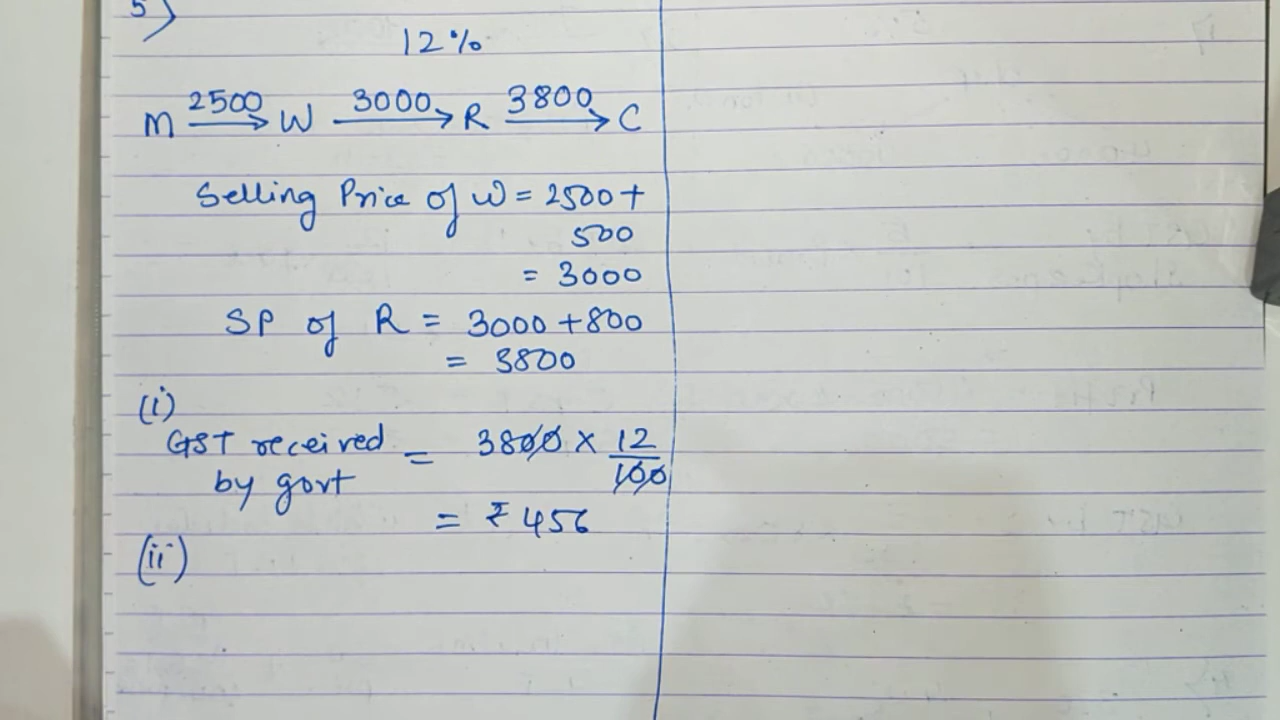 5)
12%
M 2500→ W 3000→ R 3800→ C
Selling Price of W = 2500+
500
= 3000
SP of R = 3000+800
= 3800
(i)
GST received = 3800 × 12/100
by govt
= ₹ 456
(ii)